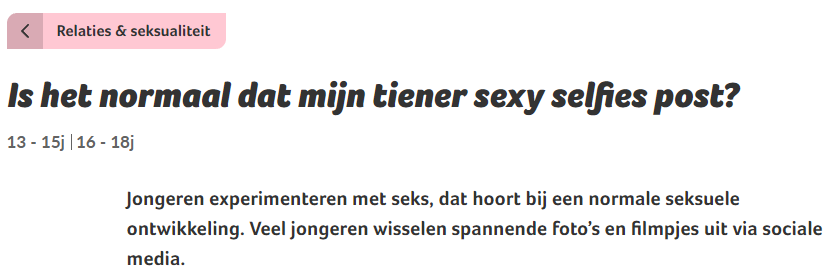 Relaties & seksualiteit
Is het normaal dat mijn tiener sexy selfies post?
13 - 15j | 16 - 18j
Jongeren experimenteren met seks, dat hoort bij een normale seksuele
ontwikkeling. Veel jongeren wisselen spannende foto’s en filmpjes uit via sociale
media.